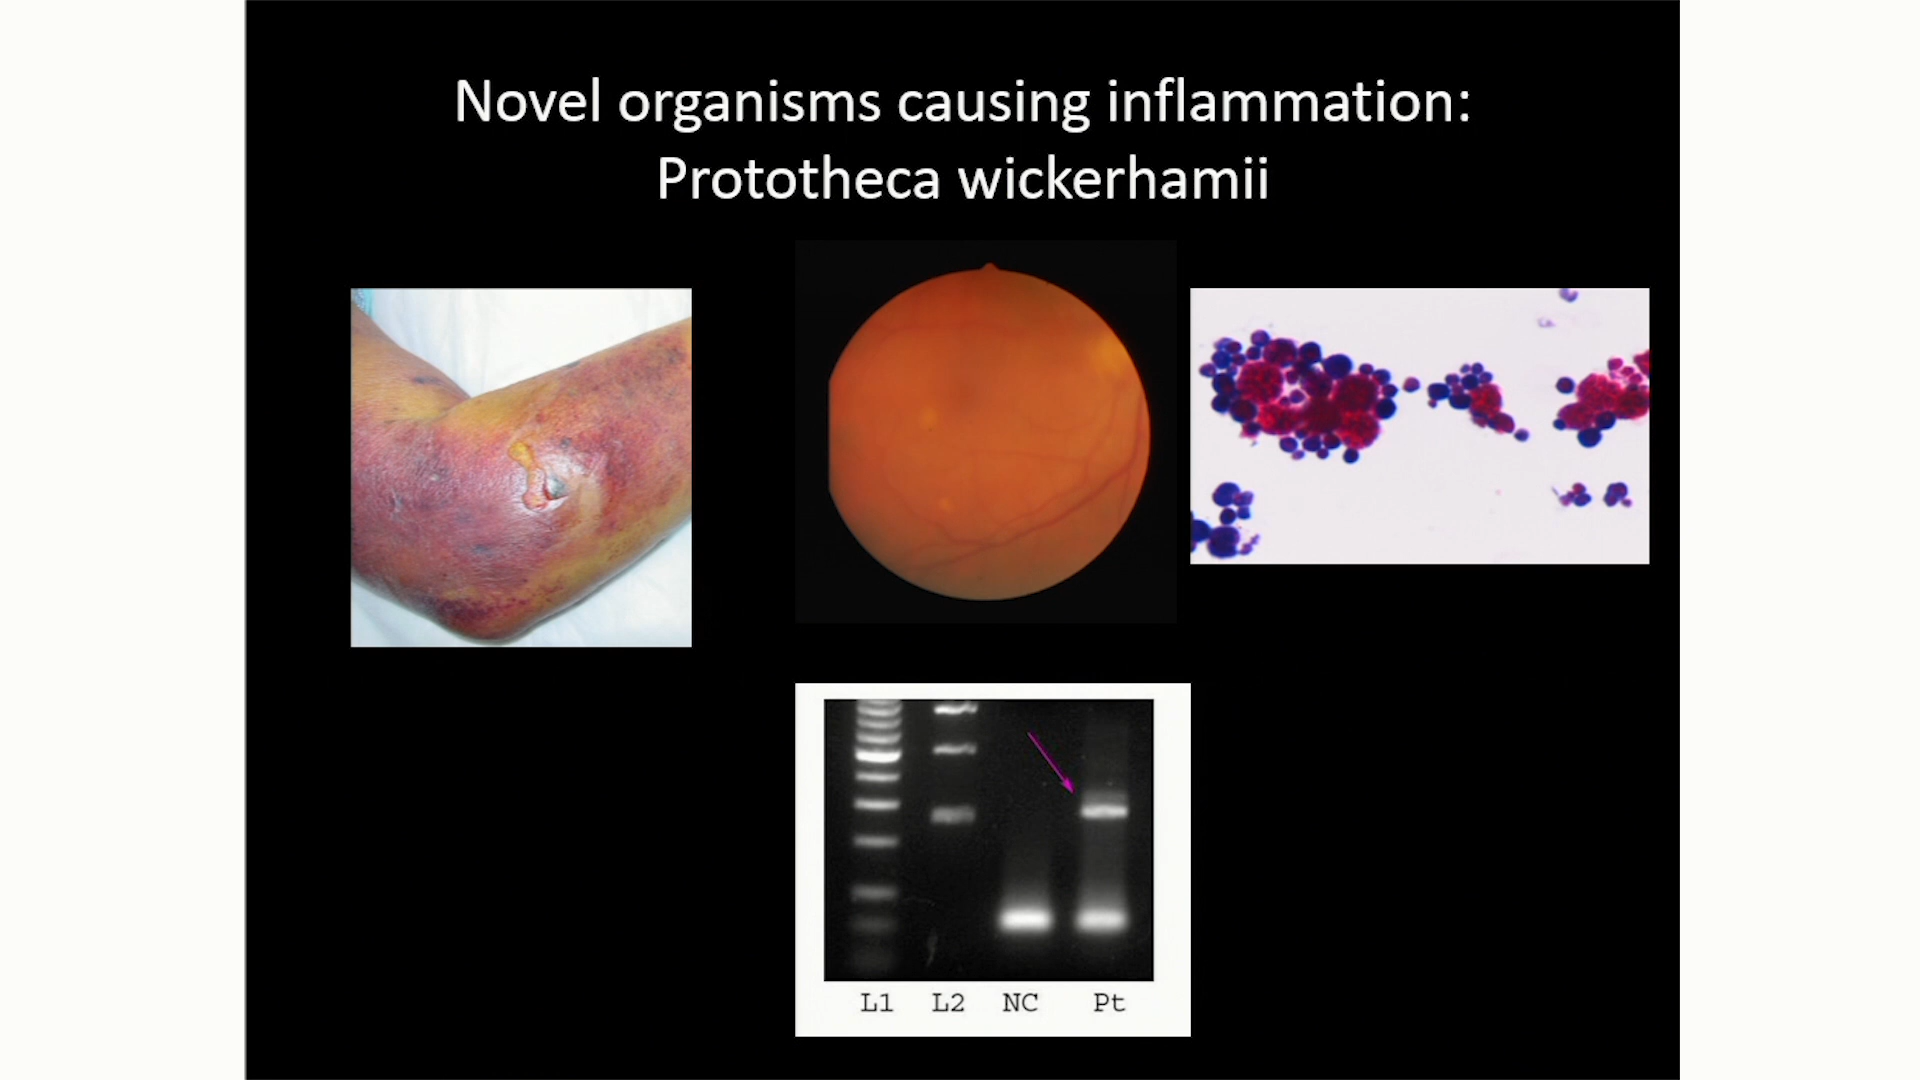 Novel organisms causing inflammation:
Prototheca wickerhamii
L1 L2 NC Pt